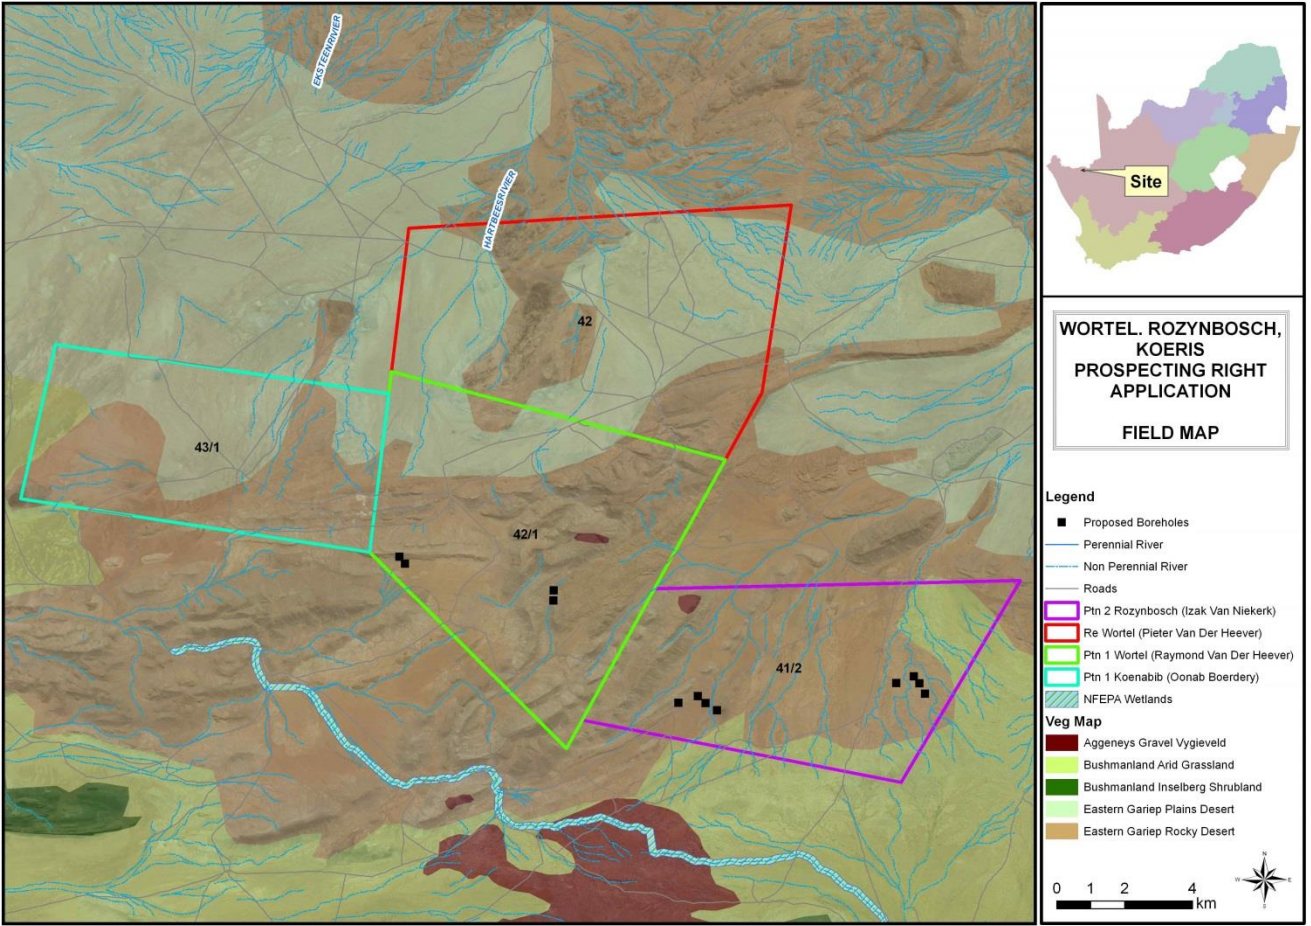 EKSTEENRIVIER
HARTBEESRIVIER
42
43/1
42/1
41/2
Site
WORTEL. ROZYNBOSCH,
KOERIS
PROSPECTING RIGHT
APPLICATION
FIELD MAP
Legend
Proposed Boreholes
Perennial River
Non Perennial River
Roads
Ptn 2 Rozynbosch (Izak Van Niekerk)
Re Wortel (Pieter Van Der Heever)
Ptn 1 Wortel (Raymond Van Der Heever)
Ptn 1 Koenabib (Oonab Boerdery)
NFEPA Wetlands
Veg Map
Aggeneys Gravel Vygieveld
Bushmanland Arid Grassland
Bushmanland Inselberg Shrubland
Eastern Gariep Plains Desert
Eastern Gariep Rocky Desert
N
W E
S
0 1 2 4
km